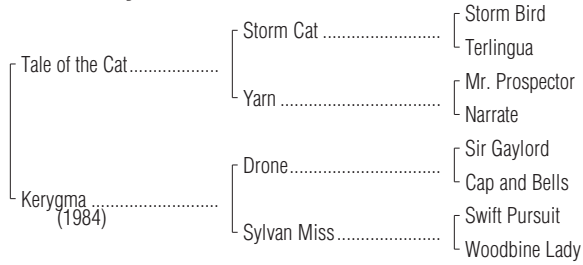 Storm Bird
Storm Cat ........................
Terlingua
Tale of the Cat..................
Mr. Prospector
Yarn ................................
Narrate
Sir Gaylord
Drone...............................
Cap and Bells
Kerygma .........................
(1984)
Swift Pursuit
Sylvan Miss.....................
Woodbine Lady